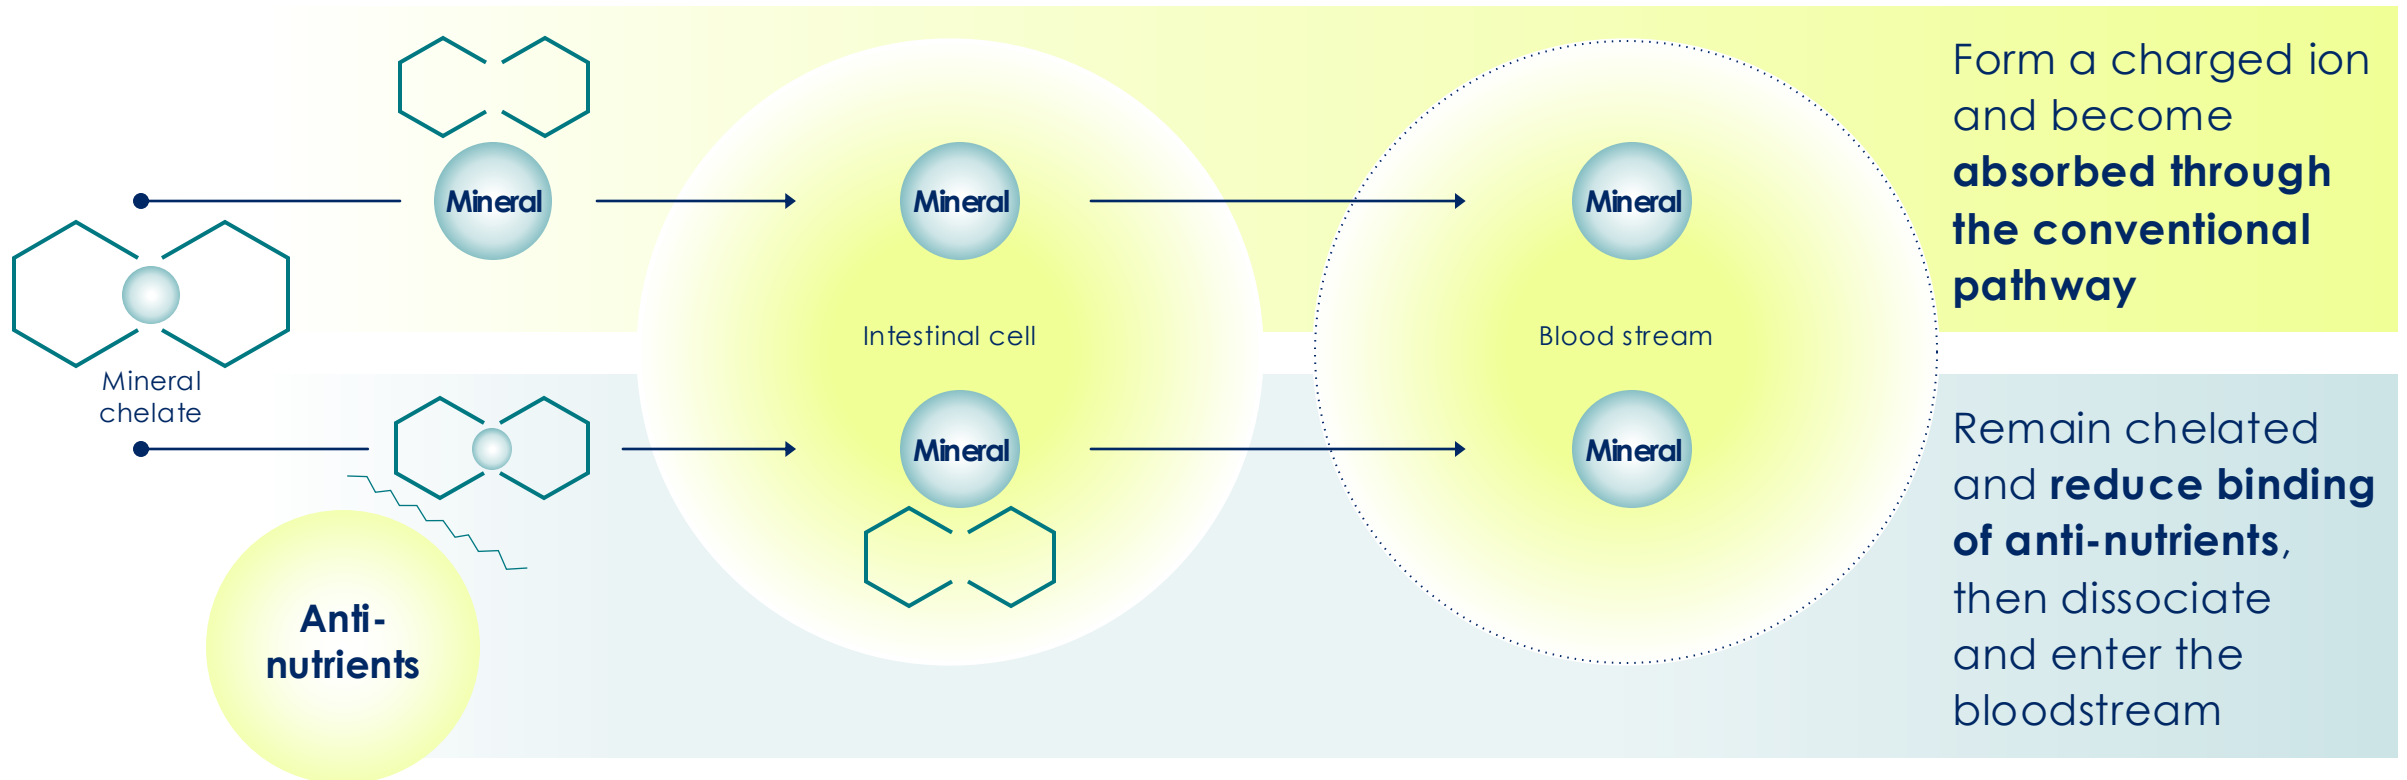 Mineral
chelate
Mineral
Mineral
Mineral
Form a charged ion
and become
absorbed through
the conventional
pathway
Intestinal cell
Blood stream
Anti-
nutrients
Mineral
Mineral
Remain chelated
and reduce binding
of anti-nutrients,
then dissociate
and enter the
bloodstream